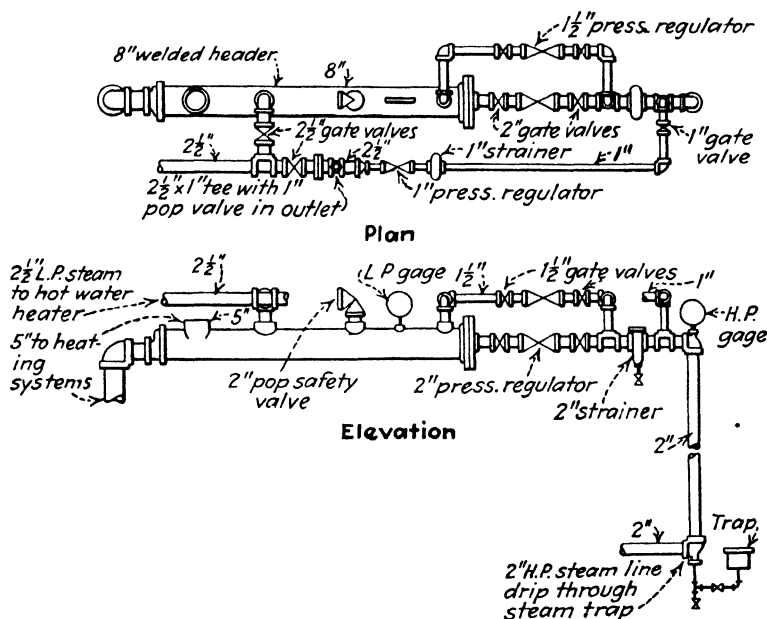 1½" press. regulator
8" welded header
8"
2½" gate valves
2" gate valves
1" gate
valve
2½"
2½"
1" strainer
1"
2½"x1" tee with 1"
pop valve in outlet
1" press. regulator
Plan
2½" L.P. steam
to hot water
heater
2½"
L P gage
1½"
1½" gate valves
1"
H.P.
gage
5" to heat-
ing
systems
5"
2" pop safety
valve
2" press. regulator
2" strainer
Elevation
2"
2"
Trap
2" H.P. steam line
drip through
steam trap